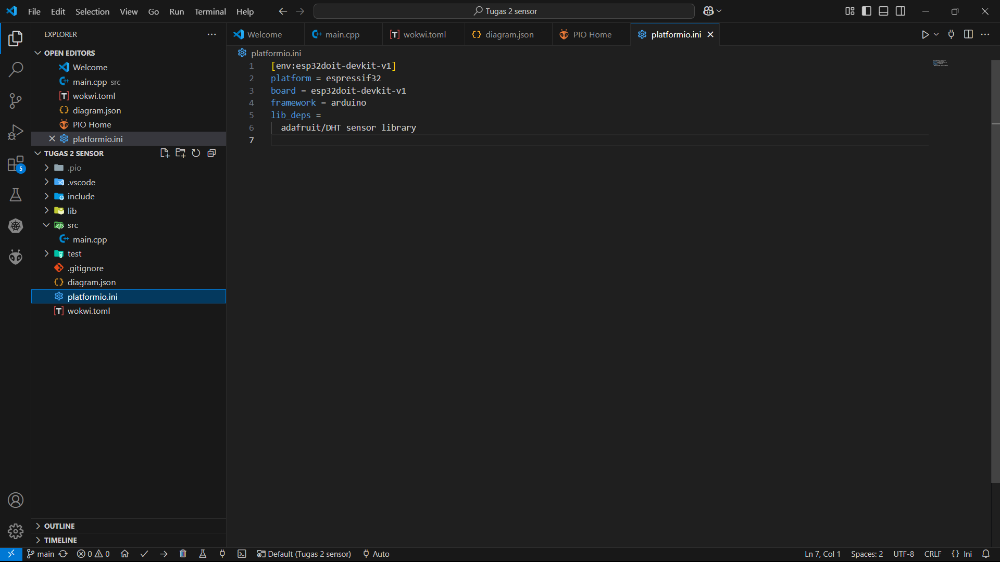 File Edit Selection View Go Run Terminal Help
Tugas 2 sensor
EXPLORER
OPEN EDITORS
Welcome
main.cpp src
wokwi.toml
diagram.json
PIO Home
platformio.ini
TUGAS 2 SENSOR
.pio
.vscode
include
lib
src
main.cpp
test
.gitignore
diagram.json
platformio.ini
wokwi.toml
OUTLINE
TIMELINE
5
Welcome main.cpp wokwi.toml diagram.json PIO Home platformio.ini
platformio.ini
1 [env:esp32doit-devkit-v1]
2 platform = espressif32
3 board = esp32doit-devkit-v1
4 framework = arduino
5 lib_deps =
6 adafruit/DHT sensor library
7
main 0 0 Default (Tugas 2 sensor) Auto Ln 7, Col 1 Spaces: 2 UTF-8 CRLF {} Ini